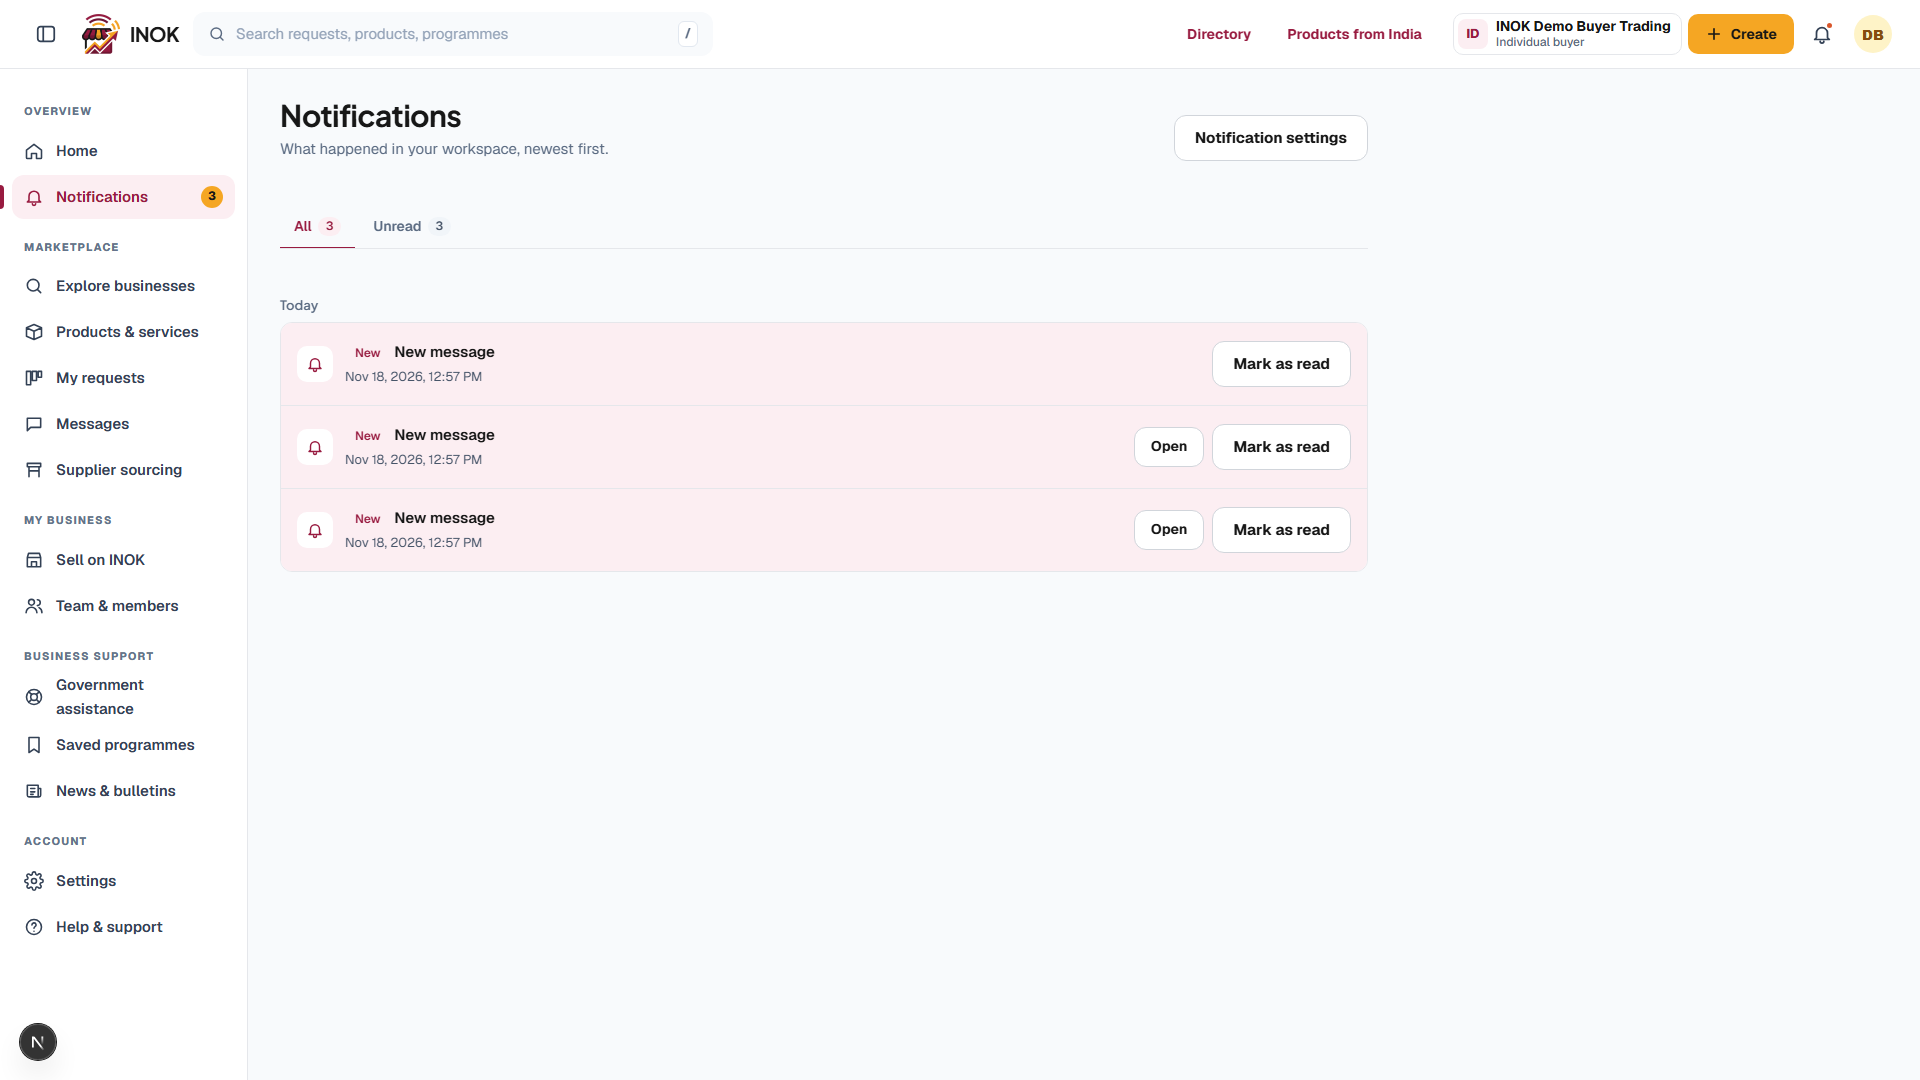 INOK
Search requests, products, programmes
/
Directory
Products from India
ID
INOK Demo Buyer Trading
Individual buyer
Create
DB
OVERVIEW
Home
Notifications
3
MARKETPLACE
Explore businesses
Products & services
My requests
Messages
Supplier sourcing
MY BUSINESS
Sell on INOK
Team & members
BUSINESS SUPPORT
Government
assistance
Saved programmes
News & bulletins
ACCOUNT
Settings
Help & support
N
Notifications
What happened in your workspace, newest first.
Notification settings
All 3
Unread 3
Today
New New message
Nov 18, 2026, 12:57 PM
Mark as read
New New message
Nov 18, 2026, 12:57 PM
Open
Mark as read
New New message
Nov 18, 2026, 12:57 PM
Open
Mark as read